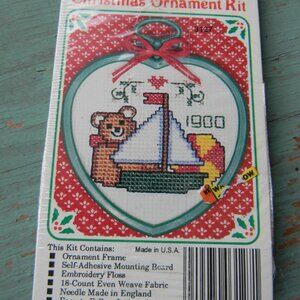 Christmas Ornament Kit
1900
This Kit Contains:
Made in U.S.A.
Ornament Frame
Self-Adhesive Mounting Board
Embroidery Floss
18-Count Even Weave Fabric
Needle Made in England